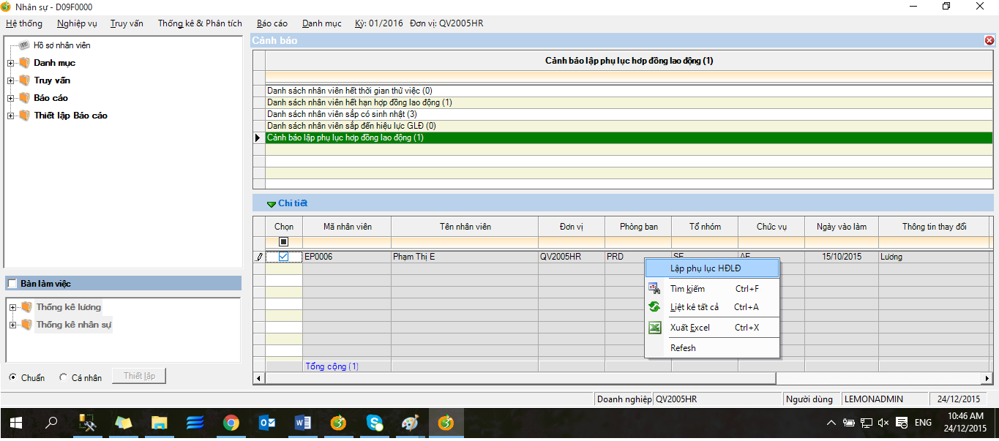 Nhân sự - D09F0000
Hệ thống Nghiệp vụ Truy vấn Thống kê & Phân tích Báo cáo Danh mục Kỳ: 01/2016 Đơn vị: QV2005HR
Hồ sơ nhân viên
Danh mục
Truy vấn
Báo cáo
Thiết lập Báo cáo
Cảnh báo
Cảnh báo lập phụ lục hợp đồng lao động (1)
Danh sách nhân viên hết thời gian thử việc (0)
Danh sách nhân viên hết hạn hợp đồng lao động (1)
Danh sách nhân viên sắp có sinh nhật (3)
Danh sách nhân viên sắp đến hiệu lực GLĐ (0)
Cảnh báo lập phụ lục hợp đồng lao động (1)
Chi tiết
Chọn Mã nhân viên Tên nhân viên Đơn vị Phòng ban Tổ nhóm Chức vụ Ngày vào làm Thông tin thay đổi
EP0006 Phạm Thị E QV2005HR PRD 15/10/2015 Lương
Lập phụ lục HĐLĐ
Tìm kiếm Ctrl+F
Liệt kê tất cả Ctrl+A
Xuất Excel Ctrl+X
Refesh
Tổng cộng (1)
Bàn làm việc
Thống kê lương
Thống kê nhân sự
Chuẩn Cá nhân Thiết lập
Doanh nghiệp QV2005HR Người dùng LEMONADMIN 24/12/2015
ENG
10:46 AM
24/12/2015